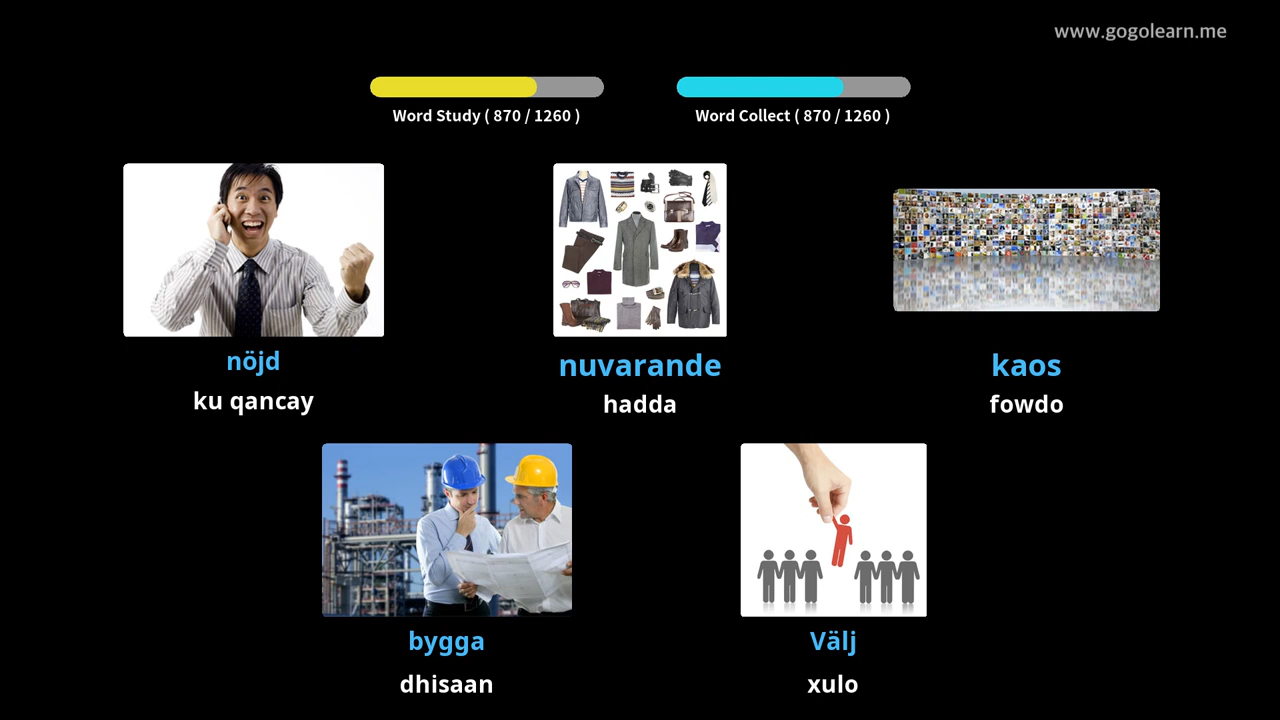 www.gogolearn.me
Word Study ( 870 / 1260 )
Word Collect ( 870 / 1260 )
nöjd
ku qancay
nuvarande
hadda
kaos
fowdo
bygga
dhisaan
Välj
xulo